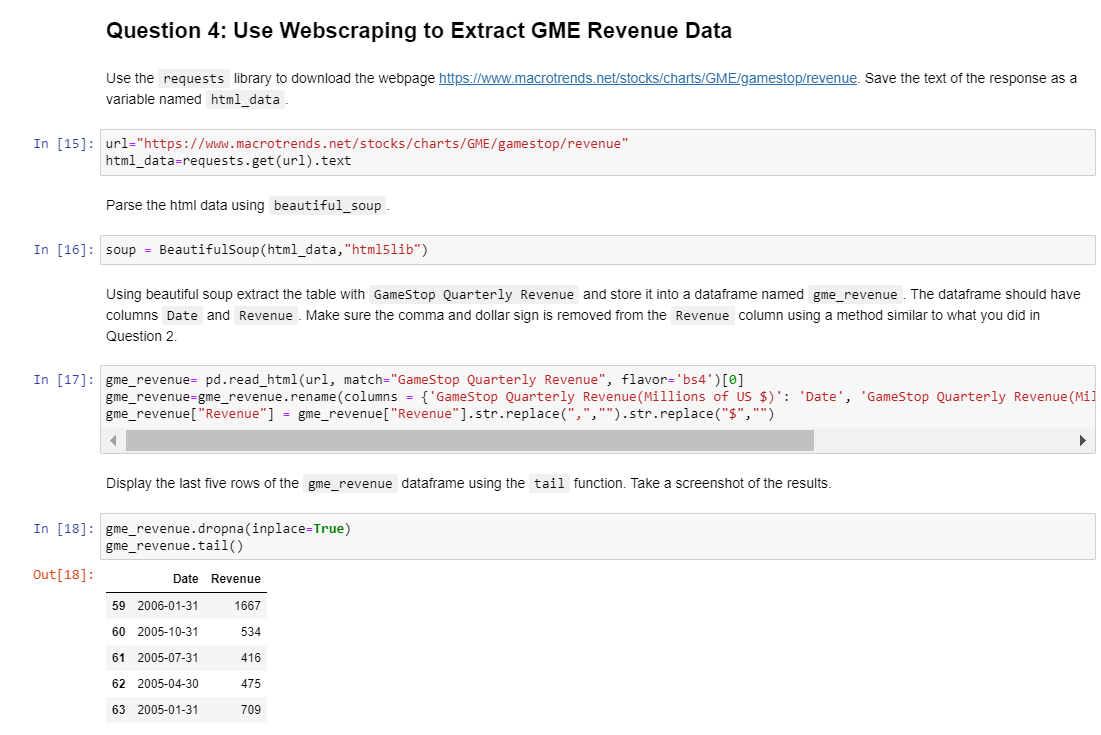 Question 4: Use Webscraping to Extract GME Revenue Data
Use the requests library to download the webpage https://www.macrotrends.net/stocks/charts/GME/gamestop/revenue. Save the text of the response as a
variable named html_data.
In [15]: url="https://www.macrotrends.net/stocks/charts/GME/gamestop/revenue"
html_data=requests.get(url).text
Parse the html data using beautiful_soup.
In [16]: soup = BeautifulSoup(html_data,"html5lib")
Using beautiful soup extract the table with GameStop Quarterly Revenue and store it into a dataframe named gme_revenue. The dataframe should have
columns Date and Revenue. Make sure the comma and dollar sign is removed from the Revenue column using a method similar to what you did in
Question 2.
In [17]: gme_revenue= pd.read_html(url, match="GameStop Quarterly Revenue", flavor='bs4')[0]
gme_revenue=gme_revenue.rename(columns = {'GameStop Quarterly Revenue(Millions of US $)': 'Date', 'GameStop Quarterly Revenue(Mil
gme_revenue["Revenue"] = gme_revenue["Revenue"].str.replace(",","").str.replace("$","")
Display the last five rows of the gme_revenue dataframe using the tail function. Take a screenshot of the results.
In [18]: gme_revenue.dropna(inplace=True)
gme_revenue.tail()
Out[18]:
Date Revenue
59 2006-01-31 1667
60 2005-10-31 534
61 2005-07-31 416
62 2005-04-30 475
63 2005-01-31 709